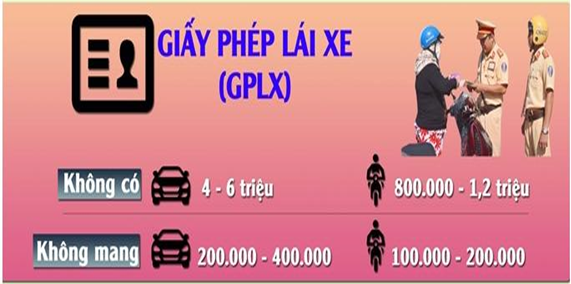 GIẤY PHÉP LÁI XE
(GPLX)
Không có 4 - 6 triệu 800.000 - 1,2 triệu
Không mang 200.000 - 400.000 100.000 - 200.000